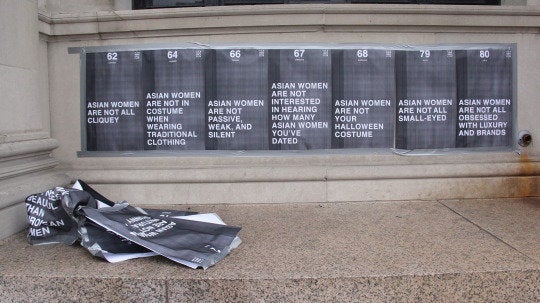 62
ASIAN WOMEN
ARE NOT ALL
CLIQUEY
64
ASIAN WOMEN
ARE NOT IN
COSTUME
WHEN
WEARING
TRADITIONAL
CLOTHING
66
ASIAN WOMEN
ARE NOT
PASSIVE,
WEAK, AND
SILENT
67
ASIAN WOMEN
ARE NOT
INTERESTED
IN HEARING
HOW MANY
ASIAN WOMEN
YOU'VE
DATED
68
ASIAN WOMEN
ARE NOT
YOUR
HALLOWEEN
COSTUME
79
ASIAN WOMEN
ARE NOT ALL
SMALL-EYED
80
ASIAN WOMEN
ARE NOT ALL
OBSESSED
WITH LUXURY
AND BRANDS
THAN
MEN